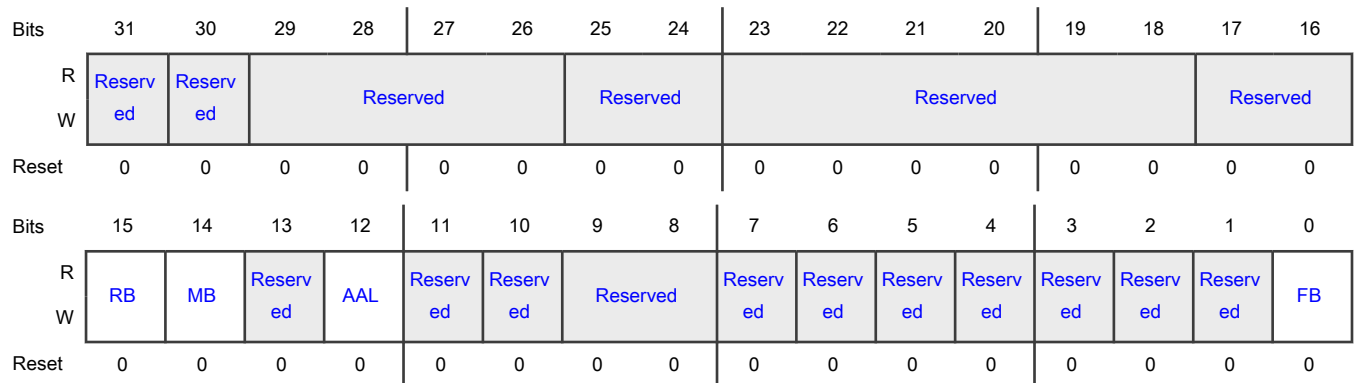 Bits 31 30 29 28 27 26 25 24 23 22 21 20 19 18 17 16
R
W
Reserv
ed
Reserv
ed
Reserved
Reserved
Reserved
Reserved
Reset 0 0 0 0 0 0 0 0 0 0 0 0 0 0 0 0
Bits 15 14 13 12 11 10 9 8 7 6 5 4 3 2 1 0
R
W
RB
MB
Reserv
ed
AAL
Reserv
ed
Reserv
ed
Reserved
Reserv
ed
Reserv
ed
Reserv
ed
Reserv
ed
Reserv
ed
Reserv
ed
Reserv
ed
FB
Reset 0 0 0 0 0 0 0 0 0 0 0 0 0 0 0 0